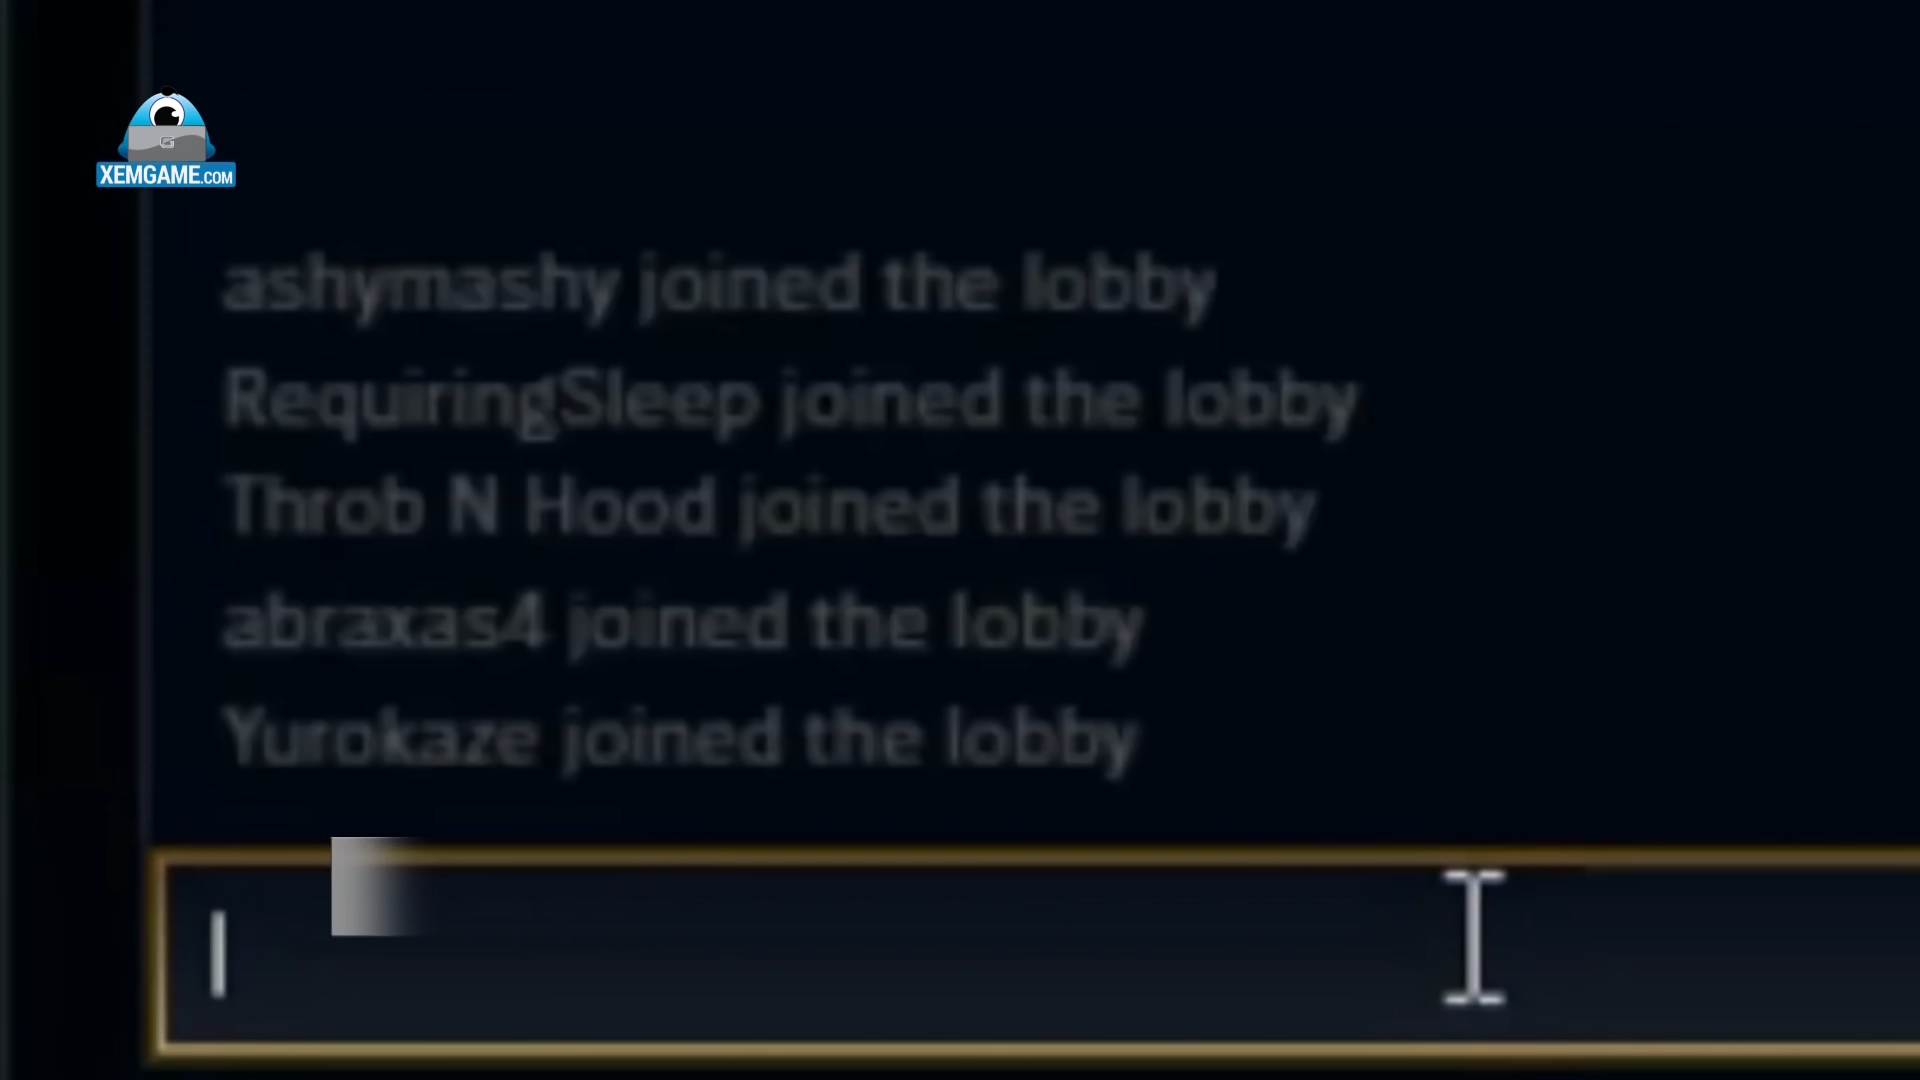 XEMGAME.COM
ashymashy joined the lobby
RequiringSleep joined the lobby
Throb N Hood joined the lobby
abraxas4 joined the lobby
Yurokaze joined the lobby